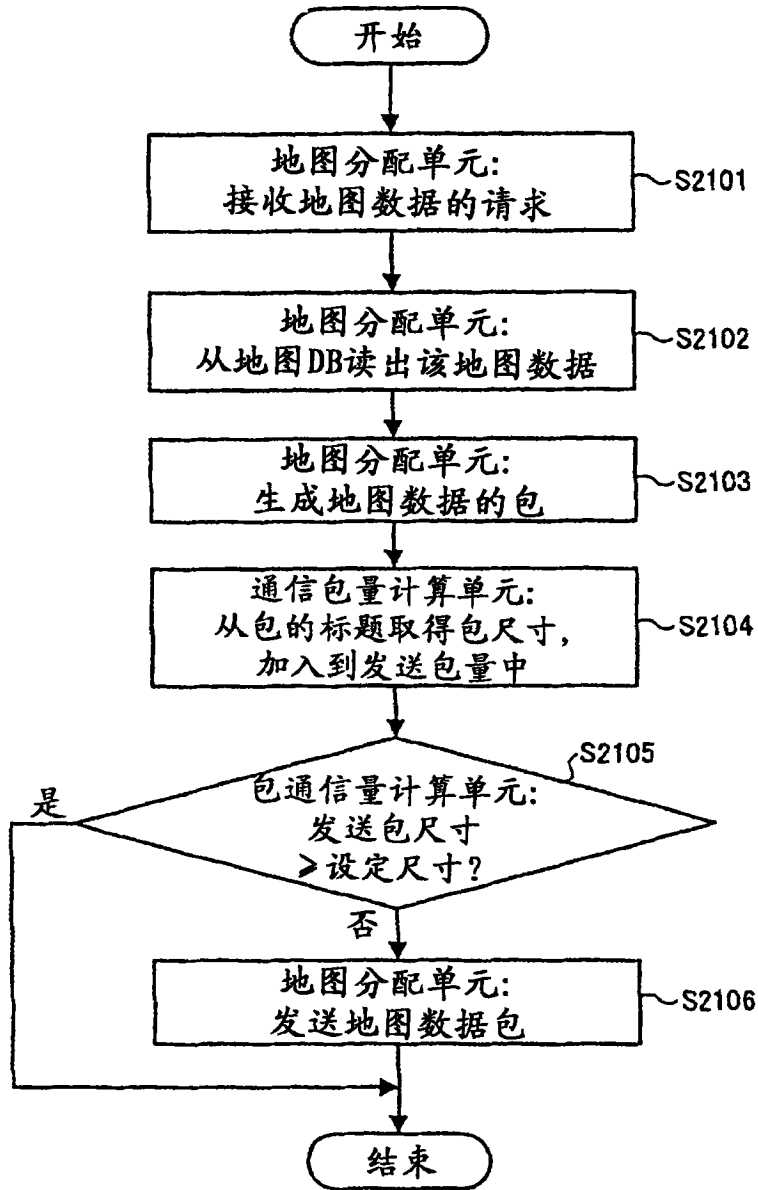 开始
地图分配单元:
接收地图数据的请求
S2101
地图分配单元:
从地图DB读出该地图数据
S2102
地图分配单元:
生成地图数据的包
S2103
通信包量计算单元:
从包的标题取得包尺寸,
加入到发送包量中
S2104
S2105
包通信量计算单元:
发送包尺寸
≥设定尺寸?
是
否
地图分配单元:
发送地图数据包
S2106
结束